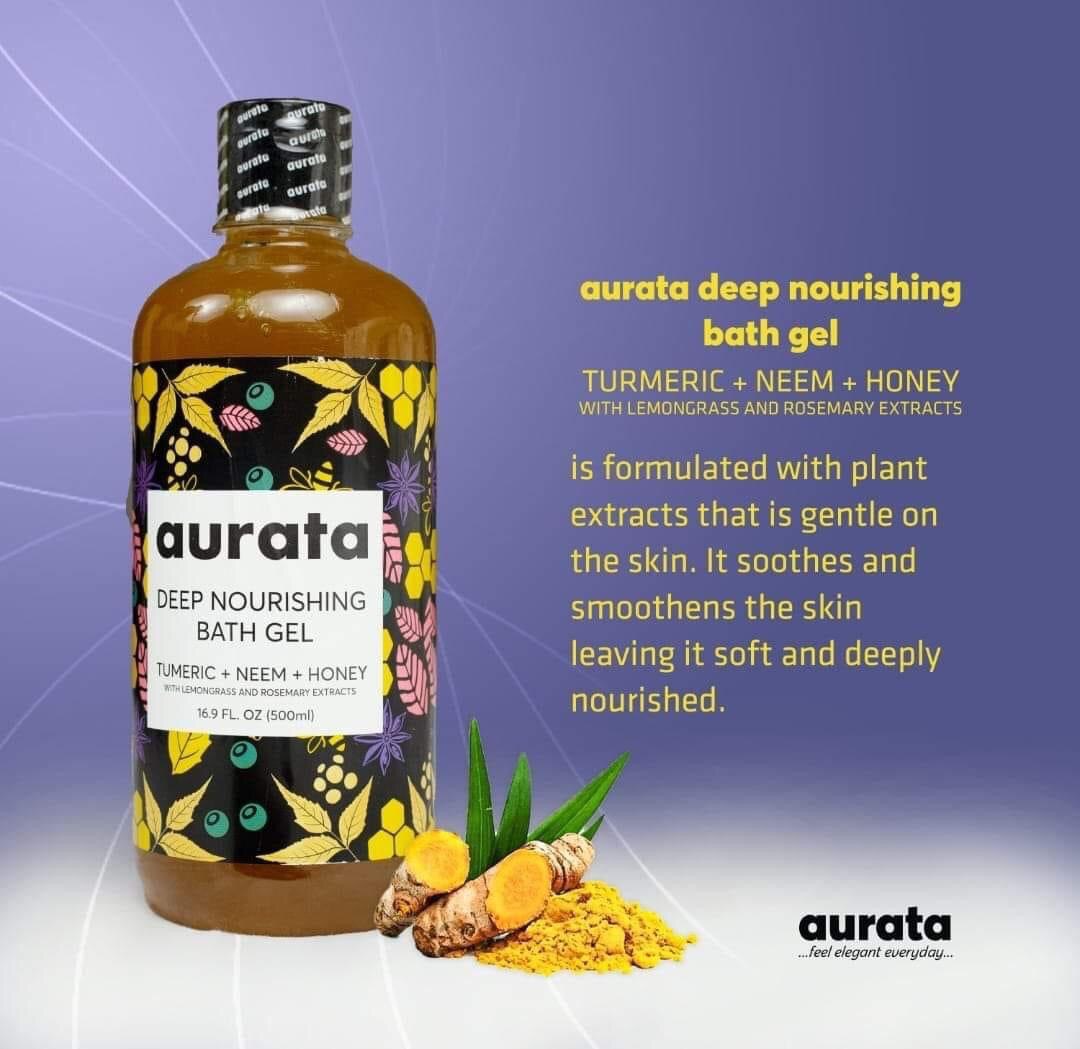 aurata aurata
aurata aurata
aurata aurata
aurata aurata
aurata
DEEP NOURISHING
BATH GEL
TUMERIC + NEEM + HONEY
WITH LEMONGRASS AND ROSEMARY EXTRACTS
16.9 FL. OZ (500ml)
aurata deep nourishing
bath gel
TURMERIC + NEEM + HONEY
WITH LEMONGRASS AND ROSEMARY EXTRACTS
is formulated with plant
extracts that is gentle on
the skin. It soothes and
smoothens the skin
leaving it soft and deeply
nourished.
aurata
...feel elegant everyday...